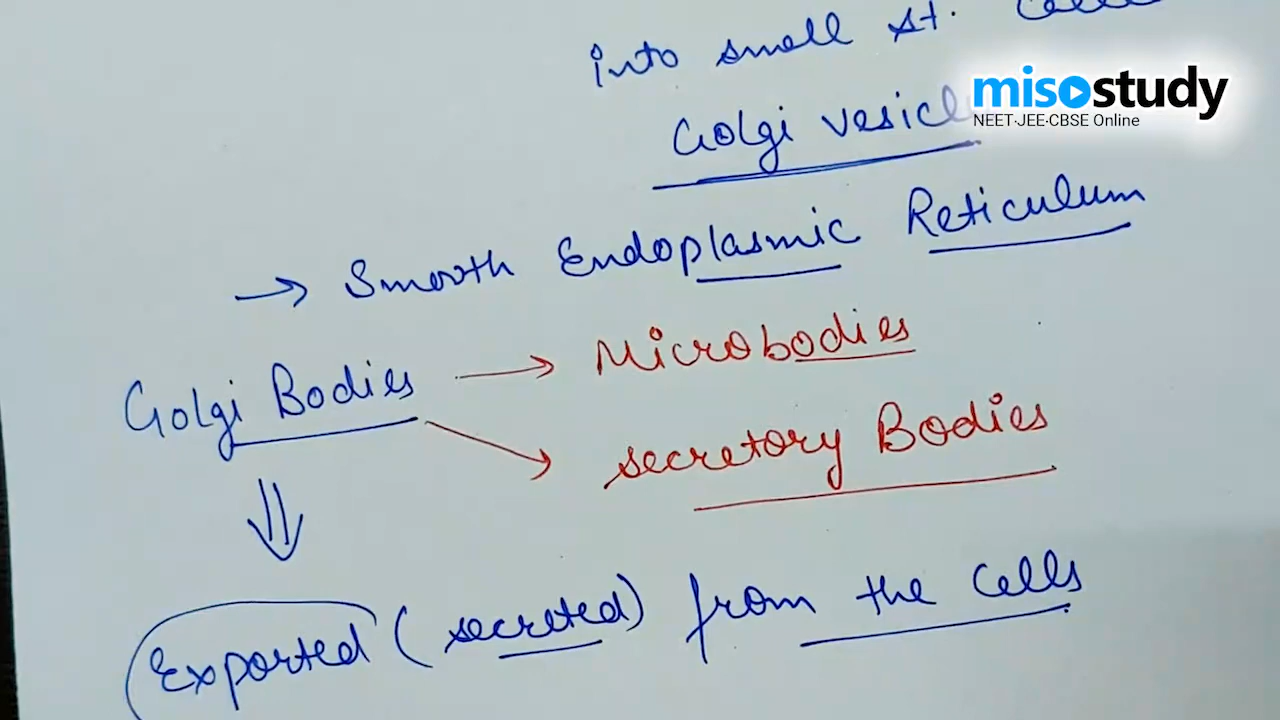 into small st.
Golgi
misostudy
NEET·JEE·CBSE Online
→ Smooth Endoplasmic Reticulum
Golgi Bodies → Microbodies
→ secretory Bodies
⇓
Exported (secreted) from the cells